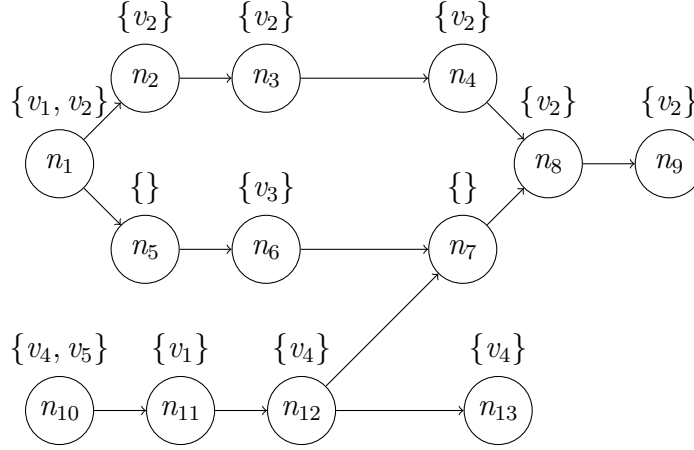 {v₂} {v₂} {v₂}
n₂ n₃ n₄
{v₁, v₂} {v₂} {v₂}
n₁ n₈ n₉
{} {v₃} {}
n₅ n₆ n₇
{v₄, v₅} {v₁} {v₄} {v₄}
n₁₀ n₁₁ n₁₂ n₁₃